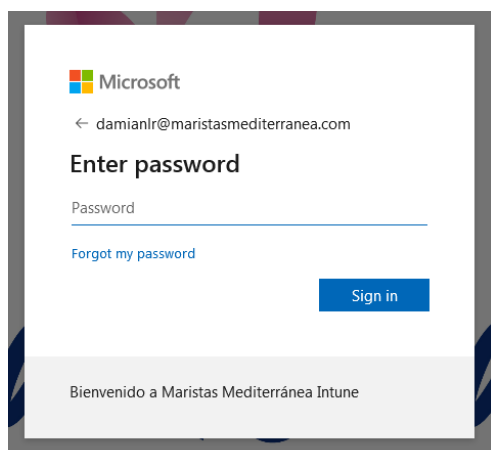 Microsoft
← damianlr@maristasmediterranea.com
Enter password
Password
Forgot my password
Sign in
Bienvenido a Maristas Mediterránea Intune